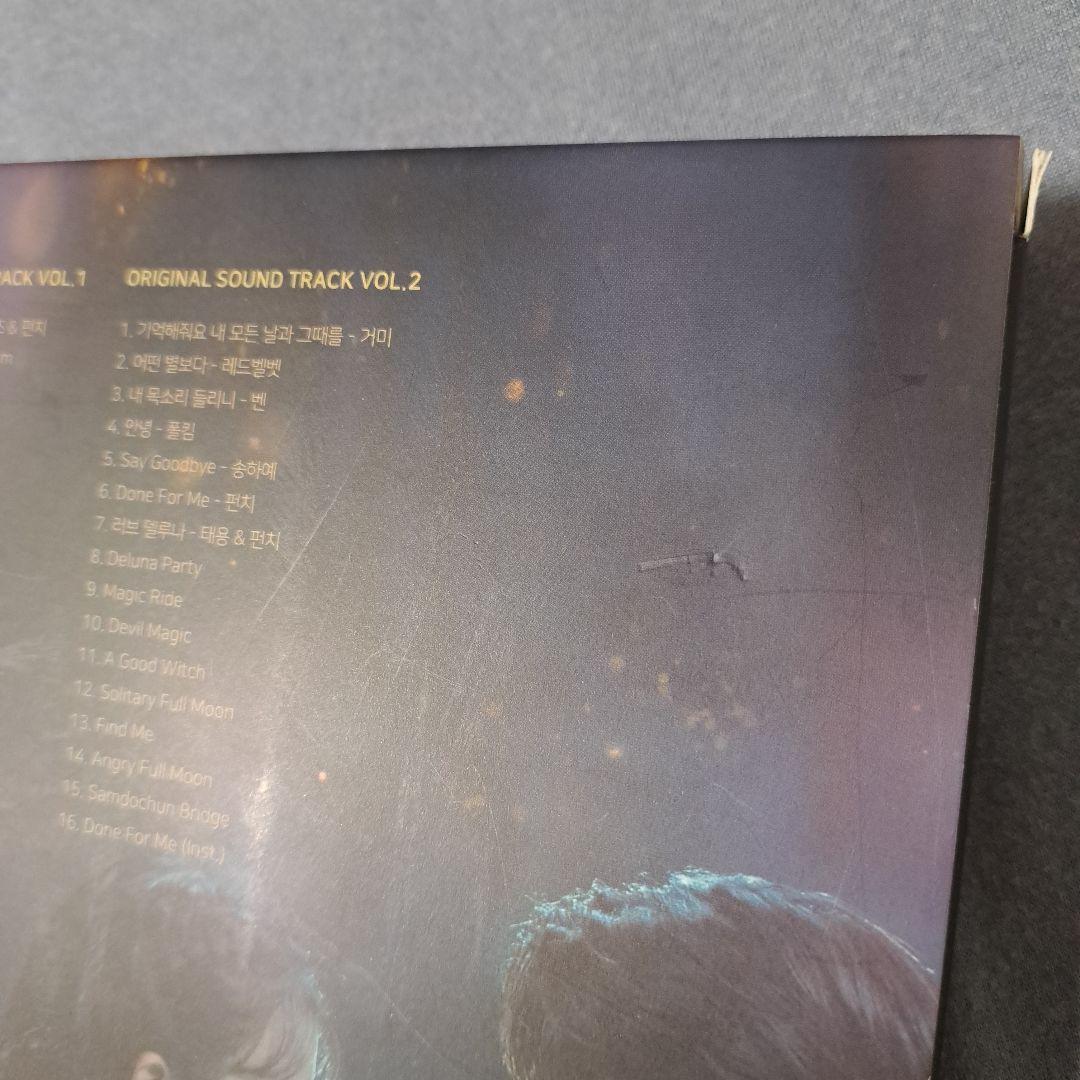 ACK VOL.1
& 펀치
m
ORIGINAL SOUND TRACK VOL.2
1. 기억해줘요 내 모든 날과 그때를 - 거미
2. 어떤 별보다 - 레드벨벳
3. 내 목소리 들리니 - 벤
4. 안녕 - 폴킴
5. Say Goodbye - 송하예
6. Done For Me - 펀치
7. 러브 델루나 - 태용 & 펀치
8. Deluna Party
9. Magic Ride
10. Devil Magic
11. A Good Witch
12. Solitary Full Moon
13. Find Me
14. Angry Full Moon
15. Samdochun Bridge
16. Done For Me (Inst.)